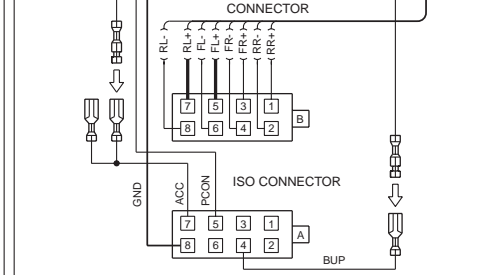 CONNECTOR
RL-
RL+
FL-
FL+
FR-
FR+
RR-
RR+
7 5 3 1
B
8 6 4 2
ISO CONNECTOR
GND
ACC
PCON
7 5 3 1
A
8 6 4 2
BUP